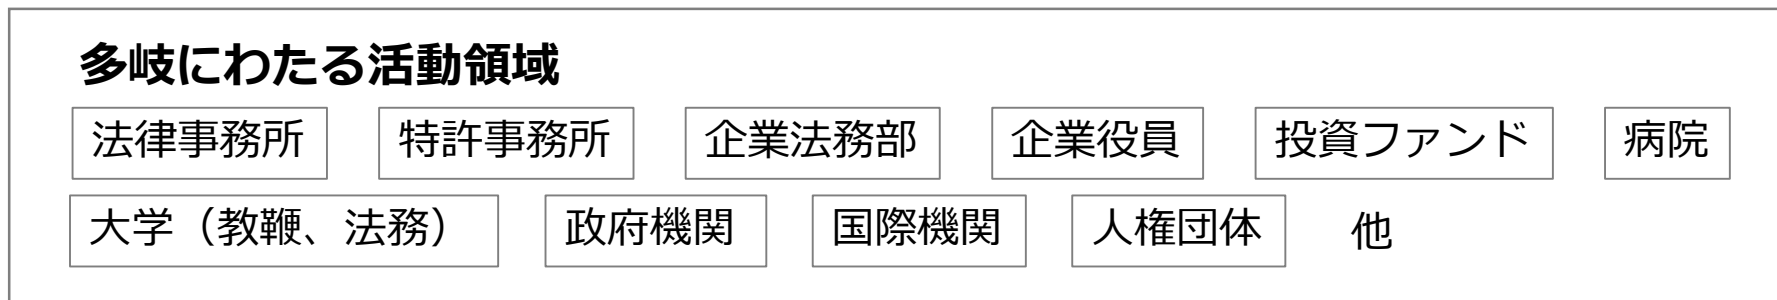 多岐にわたる活動領域
法律事務所 特許事務所 企業法務部 企業役員 投資ファンド 病院
大学（教鞭、法務） 政府機関 国際機関 人権団体 他